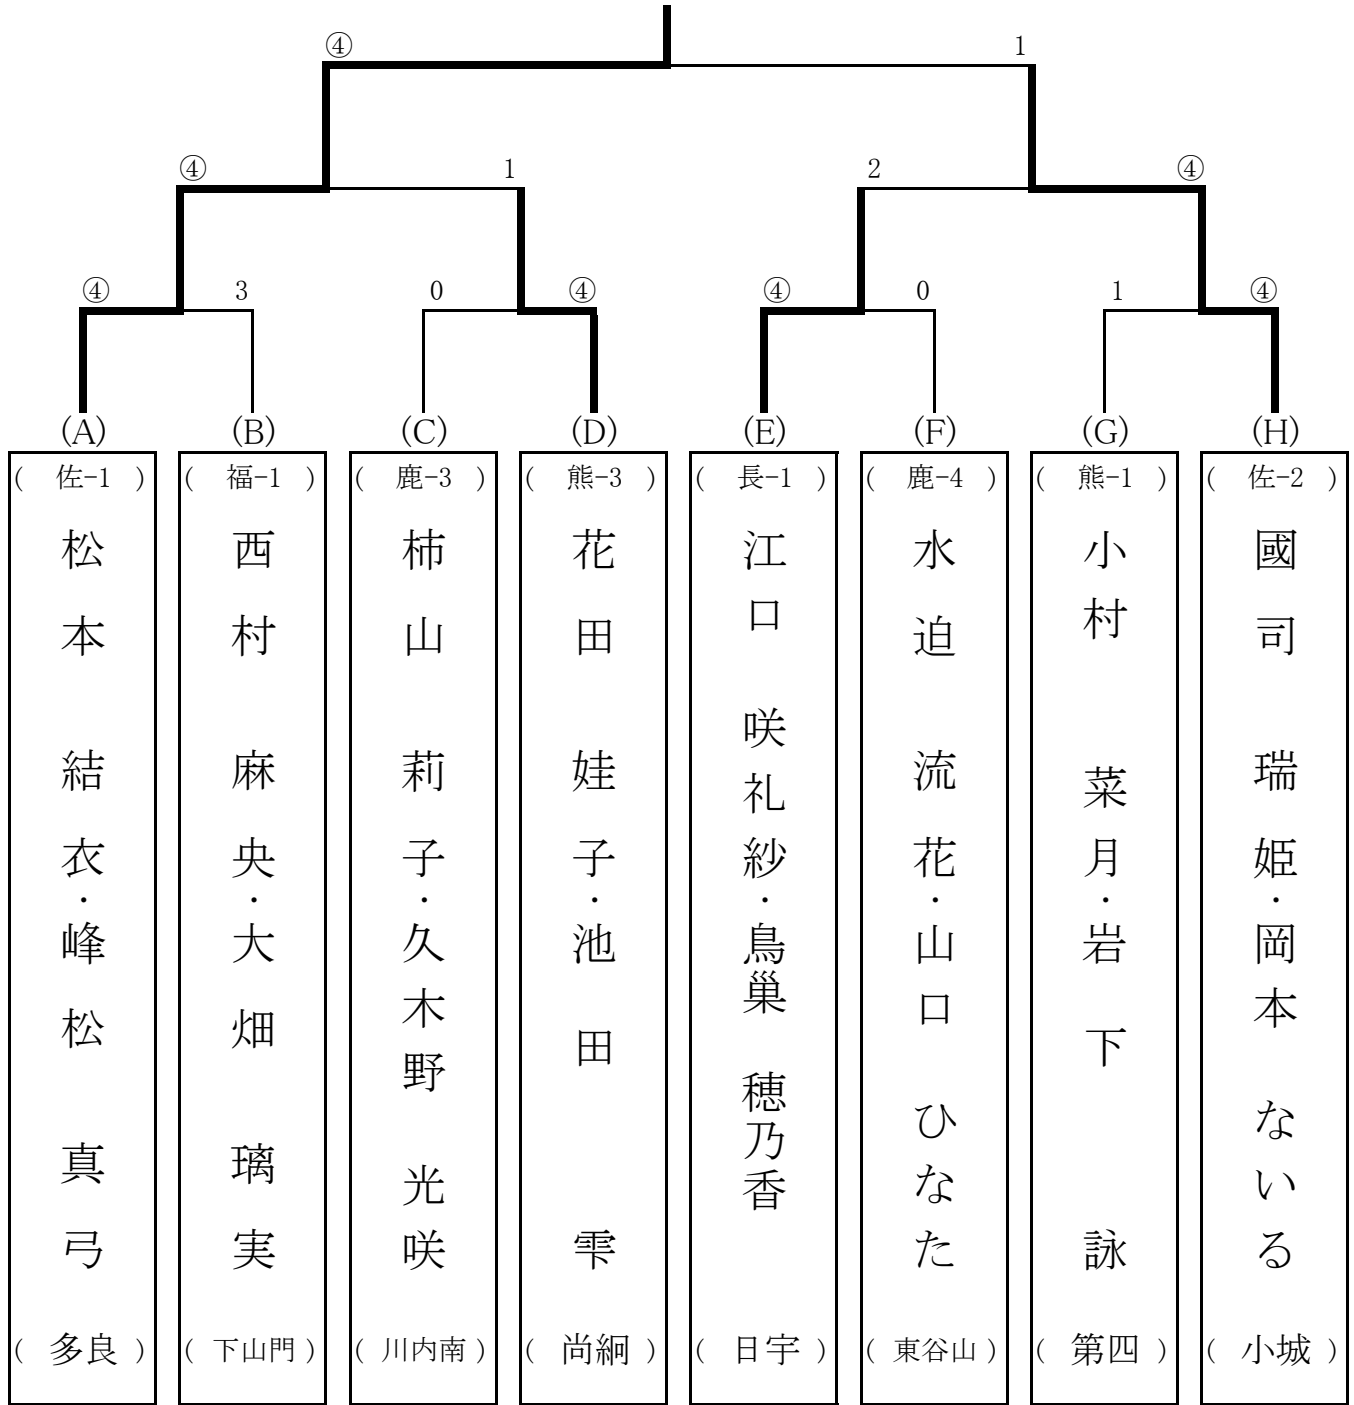 ④ 1
④ 1 2 ④
④ 3 0 ④ ④ 0 1 ④
(A) (B) (C) (D) (E) (F) (G) (H)
( 佐-1 ) ( 福-1 ) ( 鹿-3 ) ( 熊-3 ) ( 長-1 ) ( 鹿-4 ) ( 熊-1 ) ( 佐-2 )
松本 結衣・峰松 真弓
西村 麻央・大畑 璃実
柿山 莉子・久木野 光咲
花田 娃子・池田 雫
江口 咲礼紗・鳥巣 穂乃香
水迫 流花・山口 ひなた
小村 菜月・岩下 詠
國司 瑞姫・岡本 ないる
( 多良 ) ( 下山門 ) ( 川内南 ) ( 尚絅 ) ( 日宇 ) ( 東谷山 ) ( 第四 ) ( 小城 )